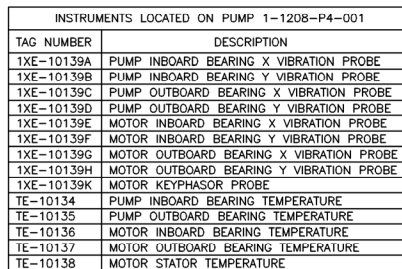 INSTRUMENTS LOCATED ON PUMP 1-1208-P4-001
TAG NUMBER DESCRIPTION
1XE-10139A PUMP INBOARD BEARING X VIBRATION PROBE
1XE-10139B PUMP INBOARD BEARING Y VIBRATION PROBE
1XE-10139C PUMP OUTBOARD BEARING X VIBRATION PROBE
1XE-10139D PUMP OUTBOARD BEARING Y VIBRATION PROBE
1XE-10139E MOTOR INBOARD BEARING X VIBRATION PROBE
1XE-10139F MOTOR INBOARD BEARING Y VIBRATION PROBE
1XE-10139G MOTOR OUTBOARD BEARING X VIBRATION PROBE
1XE-10139H MOTOR OUTBOARD BEARING Y VIBRATION PROBE
1XE-10139K MOTOR KEYPHASOR PROBE
TE-10134 PUMP INBOARD BEARING TEMPERATURE
TE-10135 PUMP OUTBOARD BEARING TEMPERATURE
TE-10136 MOTOR INBOARD BEARING TEMPERATURE
TE-10137 MOTOR OUTBOARD BEARING TEMPERATURE
TE-10138 MOTOR STATOR TEMPERATURE